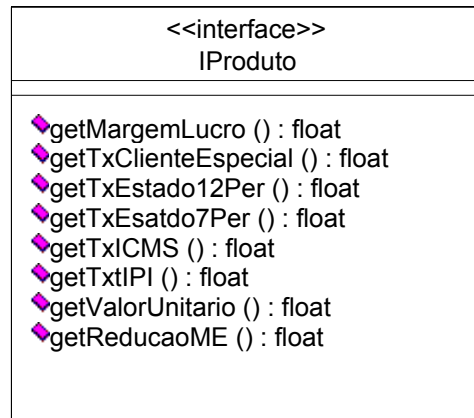 <<interface>>
IProduto
getMargemLucro () : float
getTxClienteEspecial () : float
getTxEstado12Per () : float
getTxEsatdo7Per () : float
getTxICMS () : float
getTxtIPI () : float
getValorUnitario () : float
getReducaoME () : float